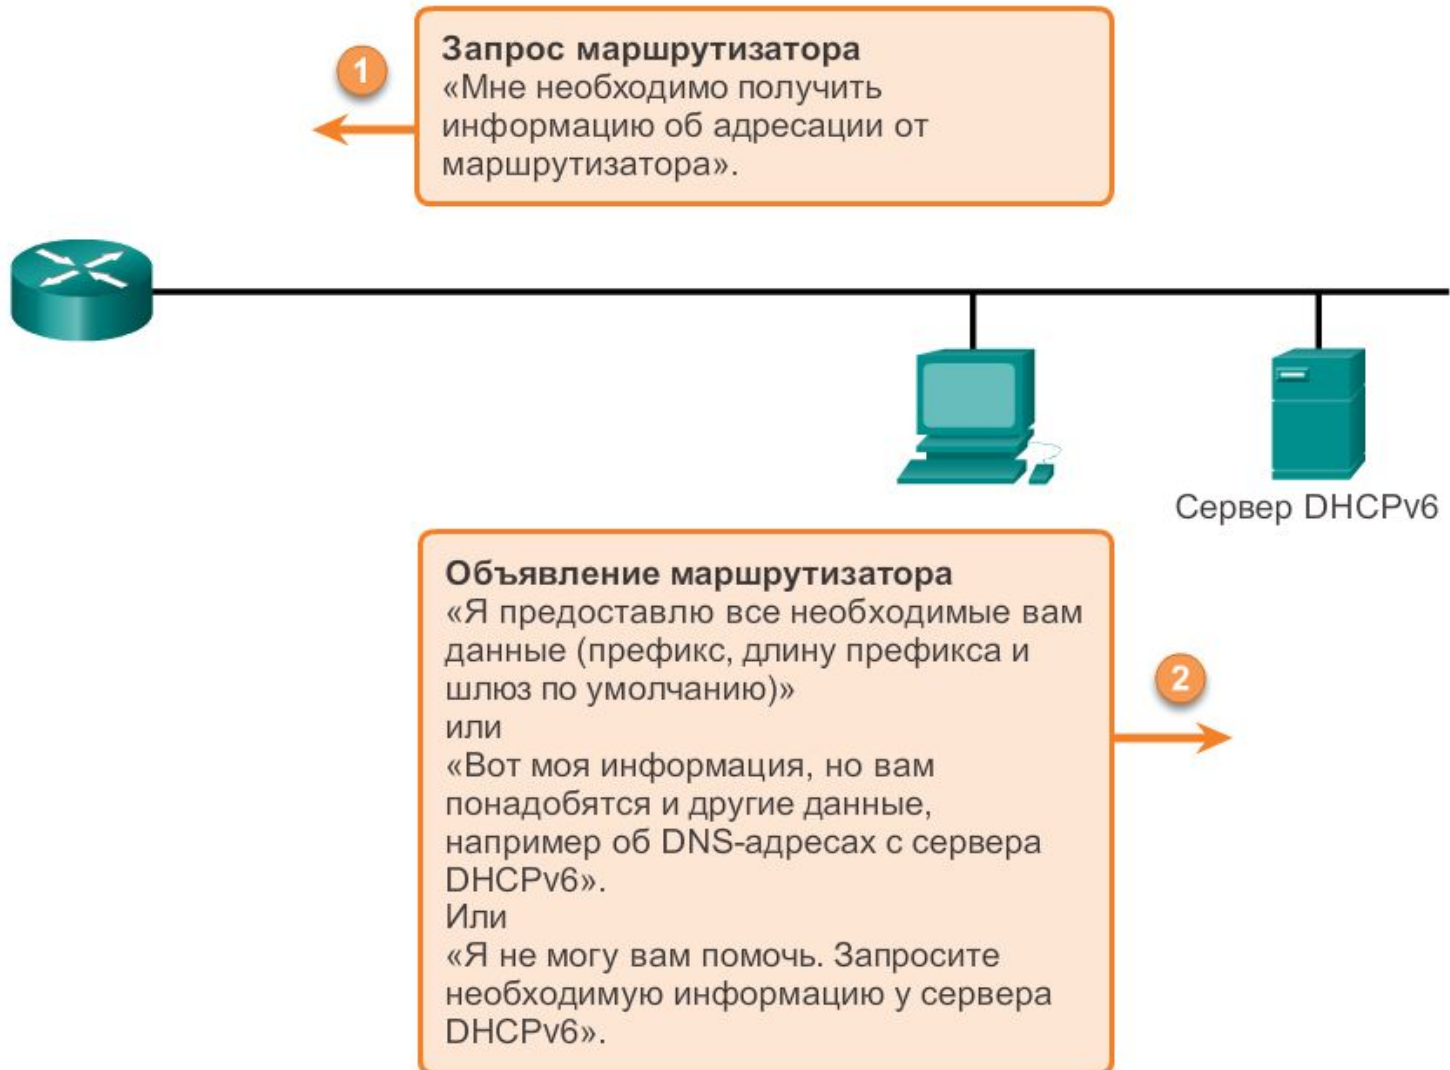 1
Запрос маршрутизатора
«Мне необходимо получить
информацию об адресации от
маршрутизатора».
Сервер DHCPv6
Объявление маршрутизатора
«Я предоставлю все необходимые вам
данные (префикс, длину префикса и
шлюз по умолчанию)»
или
«Вот моя информация, но вам
понадобятся и другие данные,
например об DNS-адресах с сервера
DHCPv6».
Или
«Я не могу вам помочь. Запросите
необходимую информацию у сервера
DHCPv6».
2